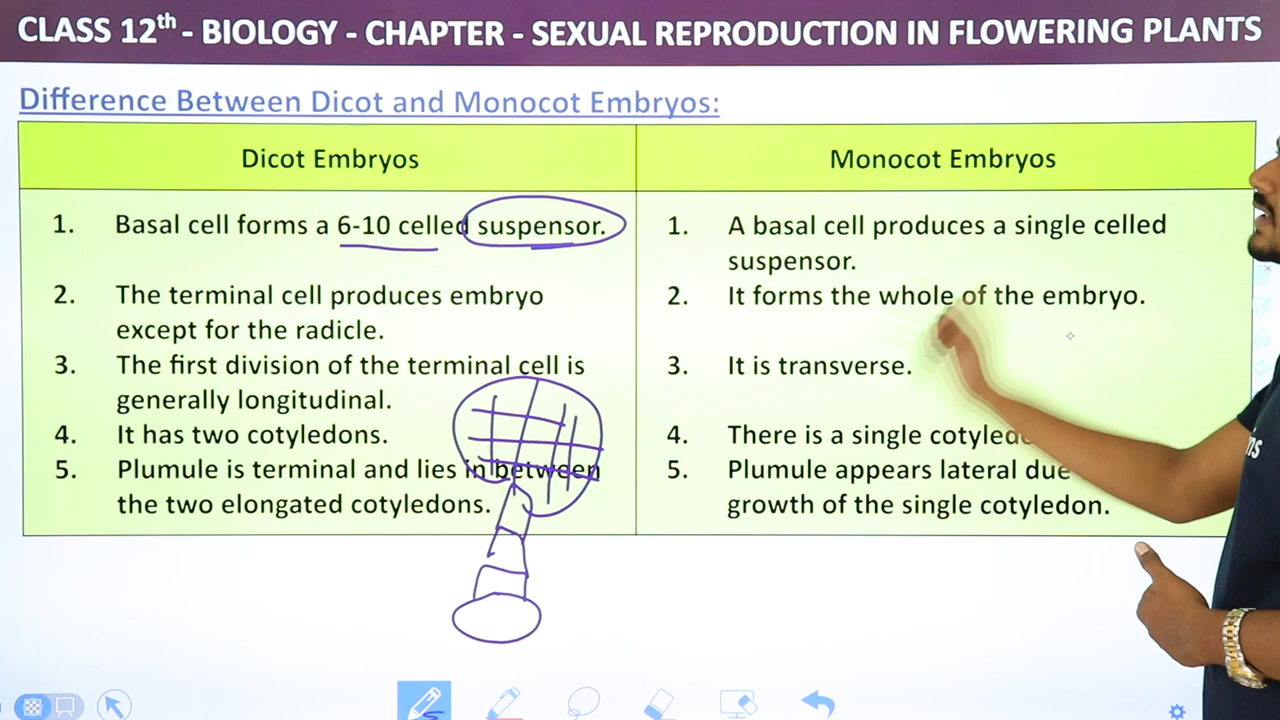 CLASS 12th - BIOLOGY - CHAPTER - SEXUAL REPRODUCTION IN FLOWERING PLANTS
Difference Between Dicot and Monocot Embryos:
Dicot Embryos
1. Basal cell forms a 6-10 celled suspensor.
2. The terminal cell produces embryo
except for the radicle.
3. The first division of the terminal cell is
generally longitudinal.
4. It has two cotyledons.
5. Plumule is terminal and lies in between
the two elongated cotyledons.
Monocot Embryos
1. A basal cell produces a single celled
suspensor.
2. It forms the whole of the embryo.
3. It is transverse.
4. There is a single
5. Plumule appears lateral due
growth of the single cotyledon.